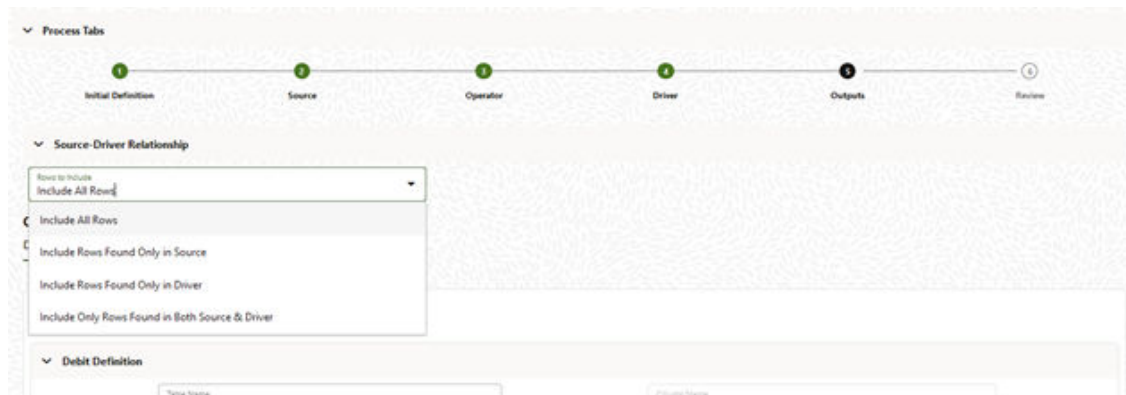 Process Tabs
1 2 3 4 5 6
Initial Definition Source Operator Driver Outputs Review
Source-Driver Relationship
Rows to Include
Include All Rows
Include All Rows
Include Rows Found Only in Source
Include Rows Found Only in Driver
Include Only Rows Found in Both Source & Driver
Debit Definition